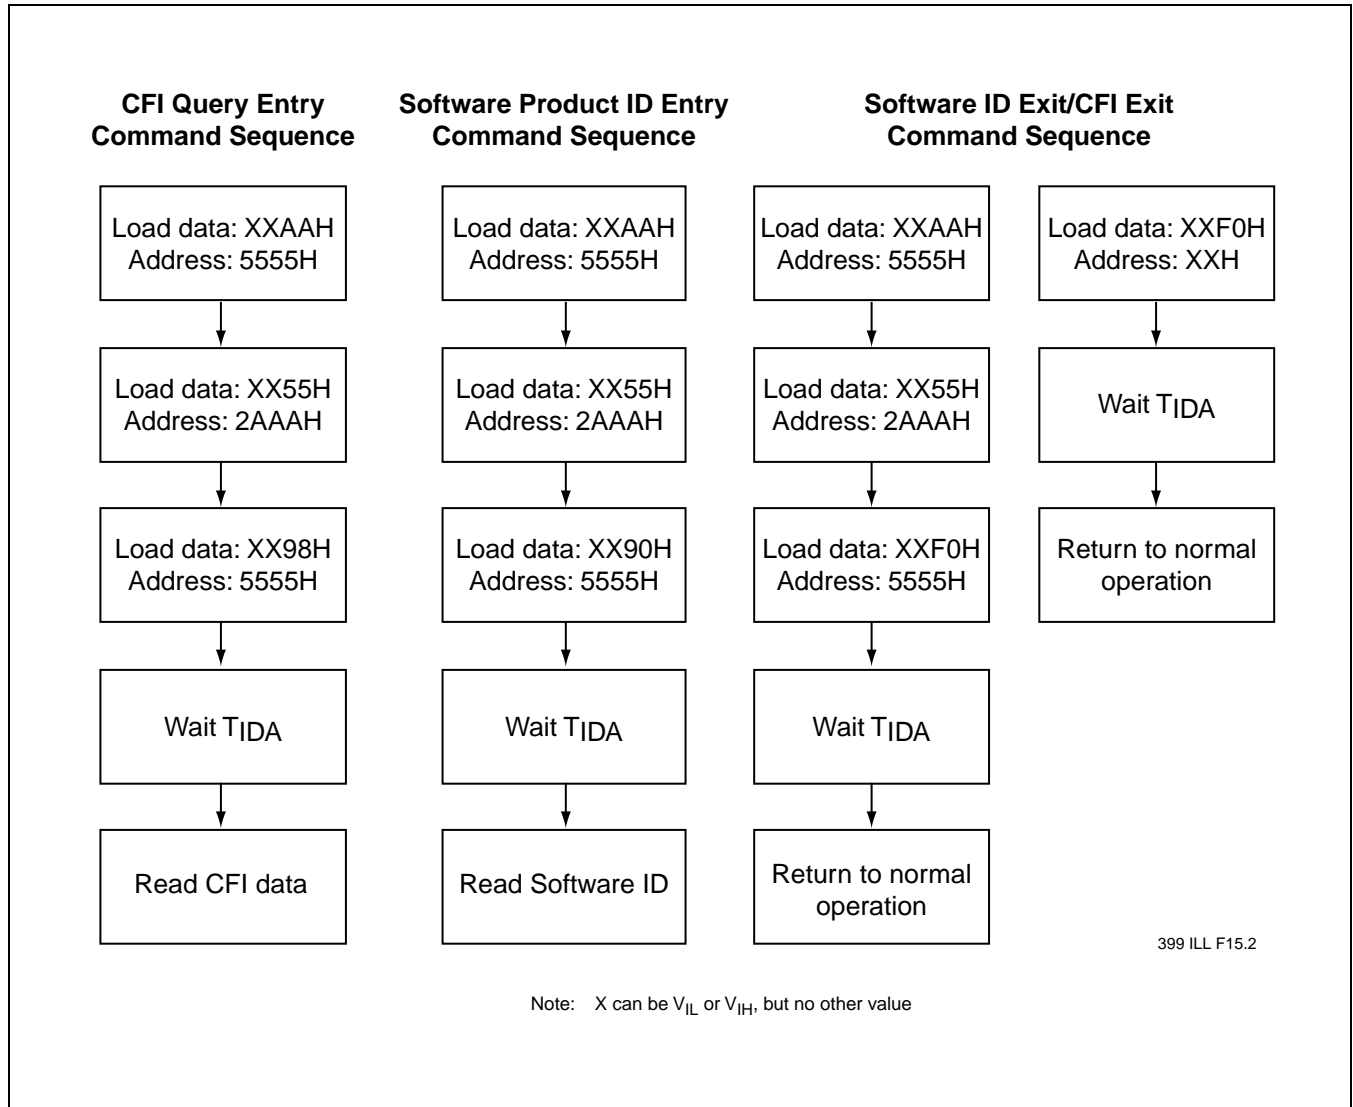 CFI Query Entry
Command Sequence
Load data: XXAAH
Address: 5555H
Load data: XX55H
Address: 2AAAH
Load data: XX98H
Address: 5555H
Wait TIDA
Read CFI data
Software Product ID Entry
Command Sequence
Load data: XXAAH
Address: 5555H
Load data: XX55H
Address: 2AAAH
Load data: XX90H
Address: 5555H
Wait TIDA
Read Software ID
Software ID Exit/CFI Exit
Command Sequence
Load data: XXAAH
Address: 5555H
Load data: XX55H
Address: 2AAAH
Load data: XXF0H
Address: 5555H
Wait TIDA
Return to normal
operation
Load data: XXF0H
Address: XXH
Wait TIDA
Return to normal
operation
399 ILL F15.2
Note: X can be VIL or VIH, but no other value